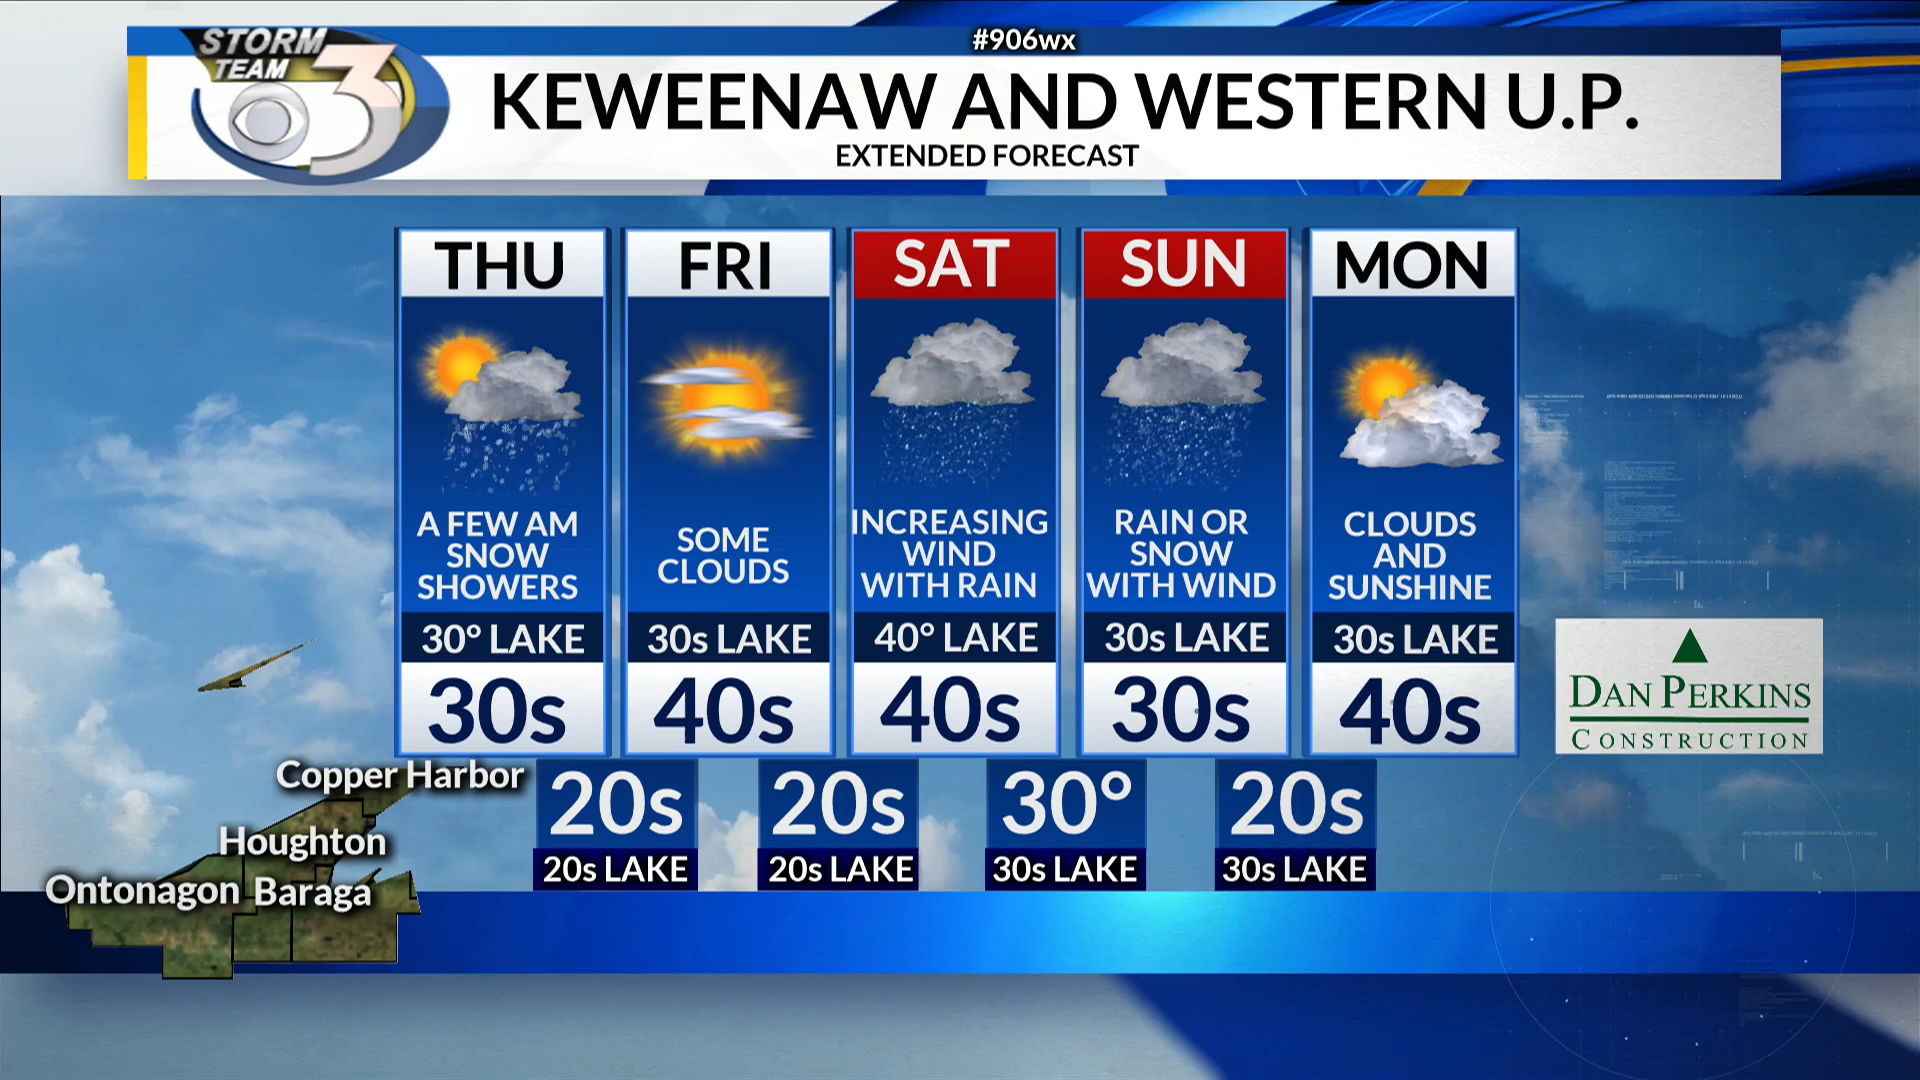 #906wx
STORM
TEAM
3
KEWEENAW AND WESTERN U.P.
EXTENDED FORECAST
THU
FRI
SAT
SUN
MON
A FEW AM
SNOW
SHOWERS
SOME
CLOUDS
INCREASING
WIND
WITH RAIN
RAIN OR
SNOW
WITH WIND
CLOUDS
AND
SUNSHINE
30° LAKE
30s LAKE
40° LAKE
30s LAKE
30s LAKE
30s
40s
40s
30s
40s
20s
20s
30°
20s
20s LAKE
20s LAKE
30s LAKE
30s LAKE
Copper Harbor
Houghton
Ontonagon
Baraga
DAN PERKINS
CONSTRUCTION